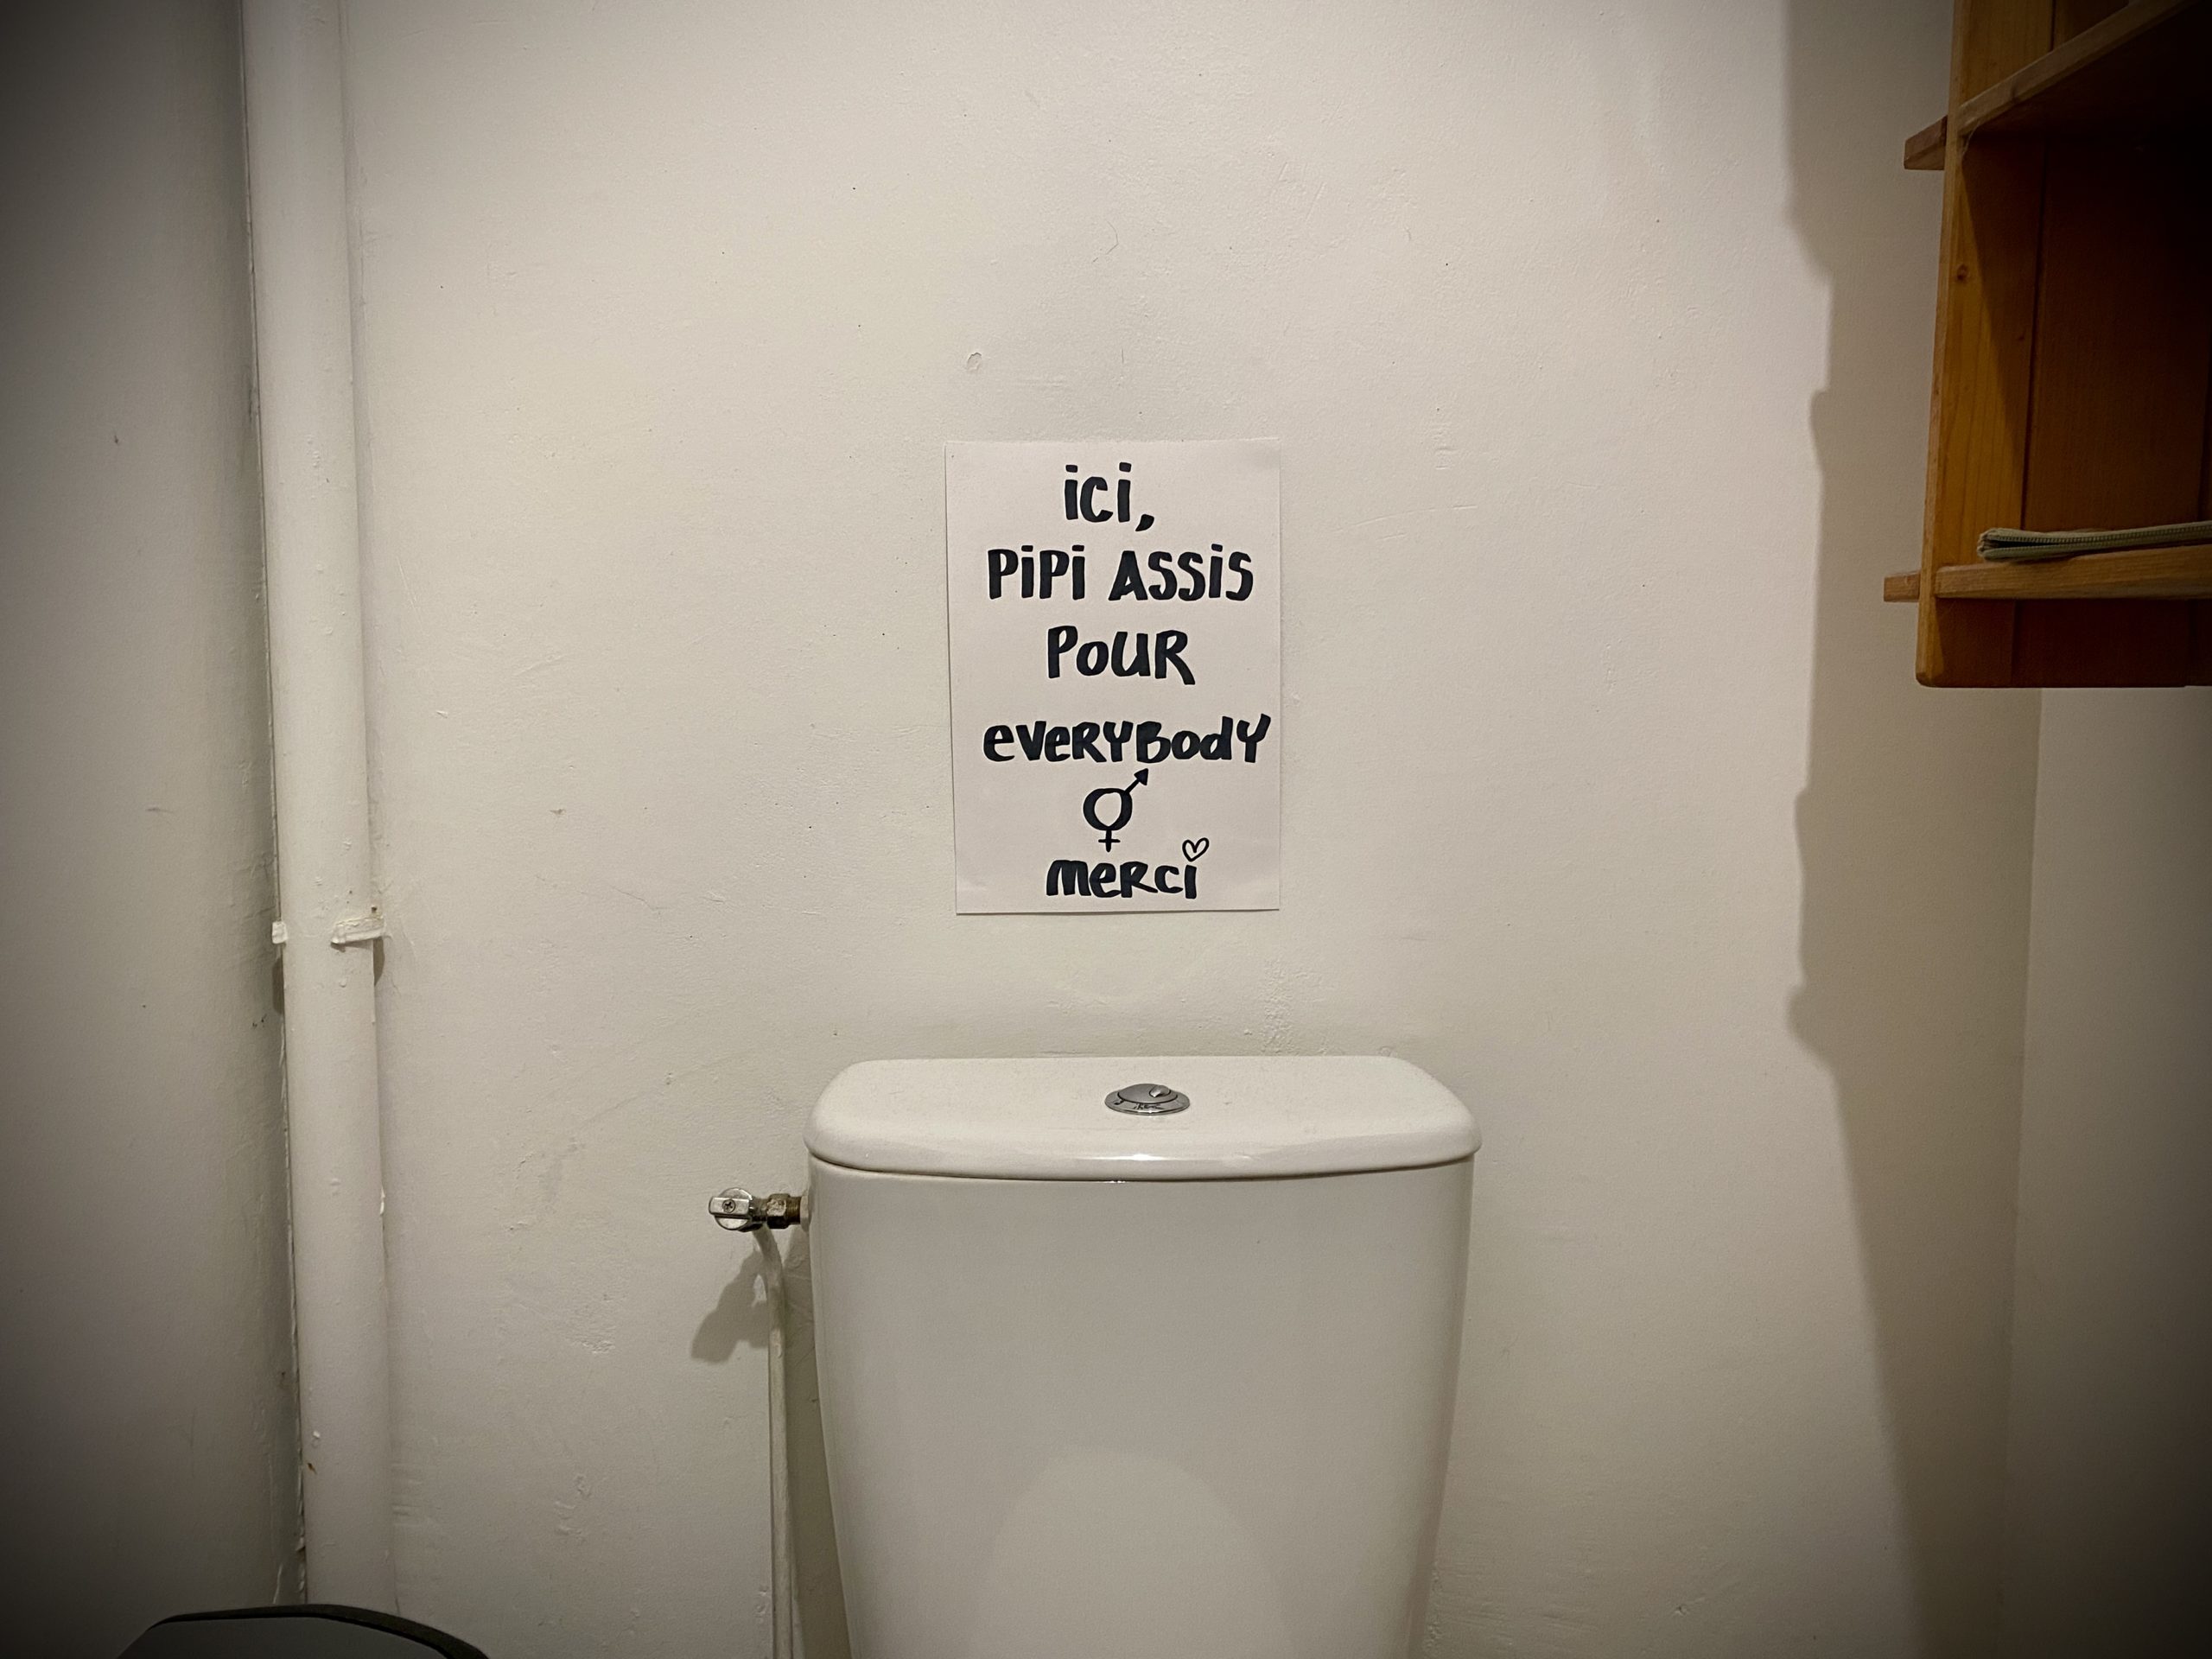 ici,
PiPi ASSiS
PoUR
eVeRYBodY
⚥
meRci